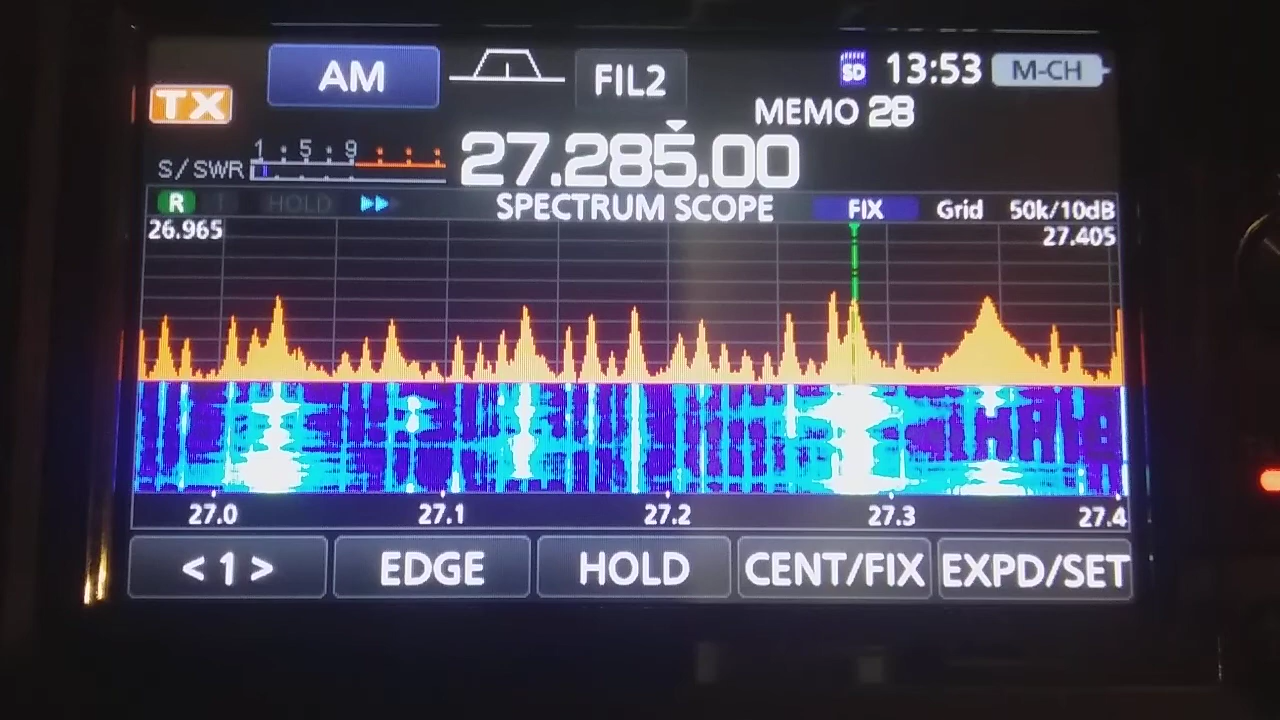 AM FIL2 SD 13:53 M-CH
TX MEMO 28
S/SWR 1 : 5 : 9 27.285.00
R T HOLD SPECTRUM SCOPE FIX Grid 50k/10dB
26.965 27.405
27.0 27.1 27.2 27.3 27.4
< 1 > EDGE HOLD CENT/FIX EXPD/SET